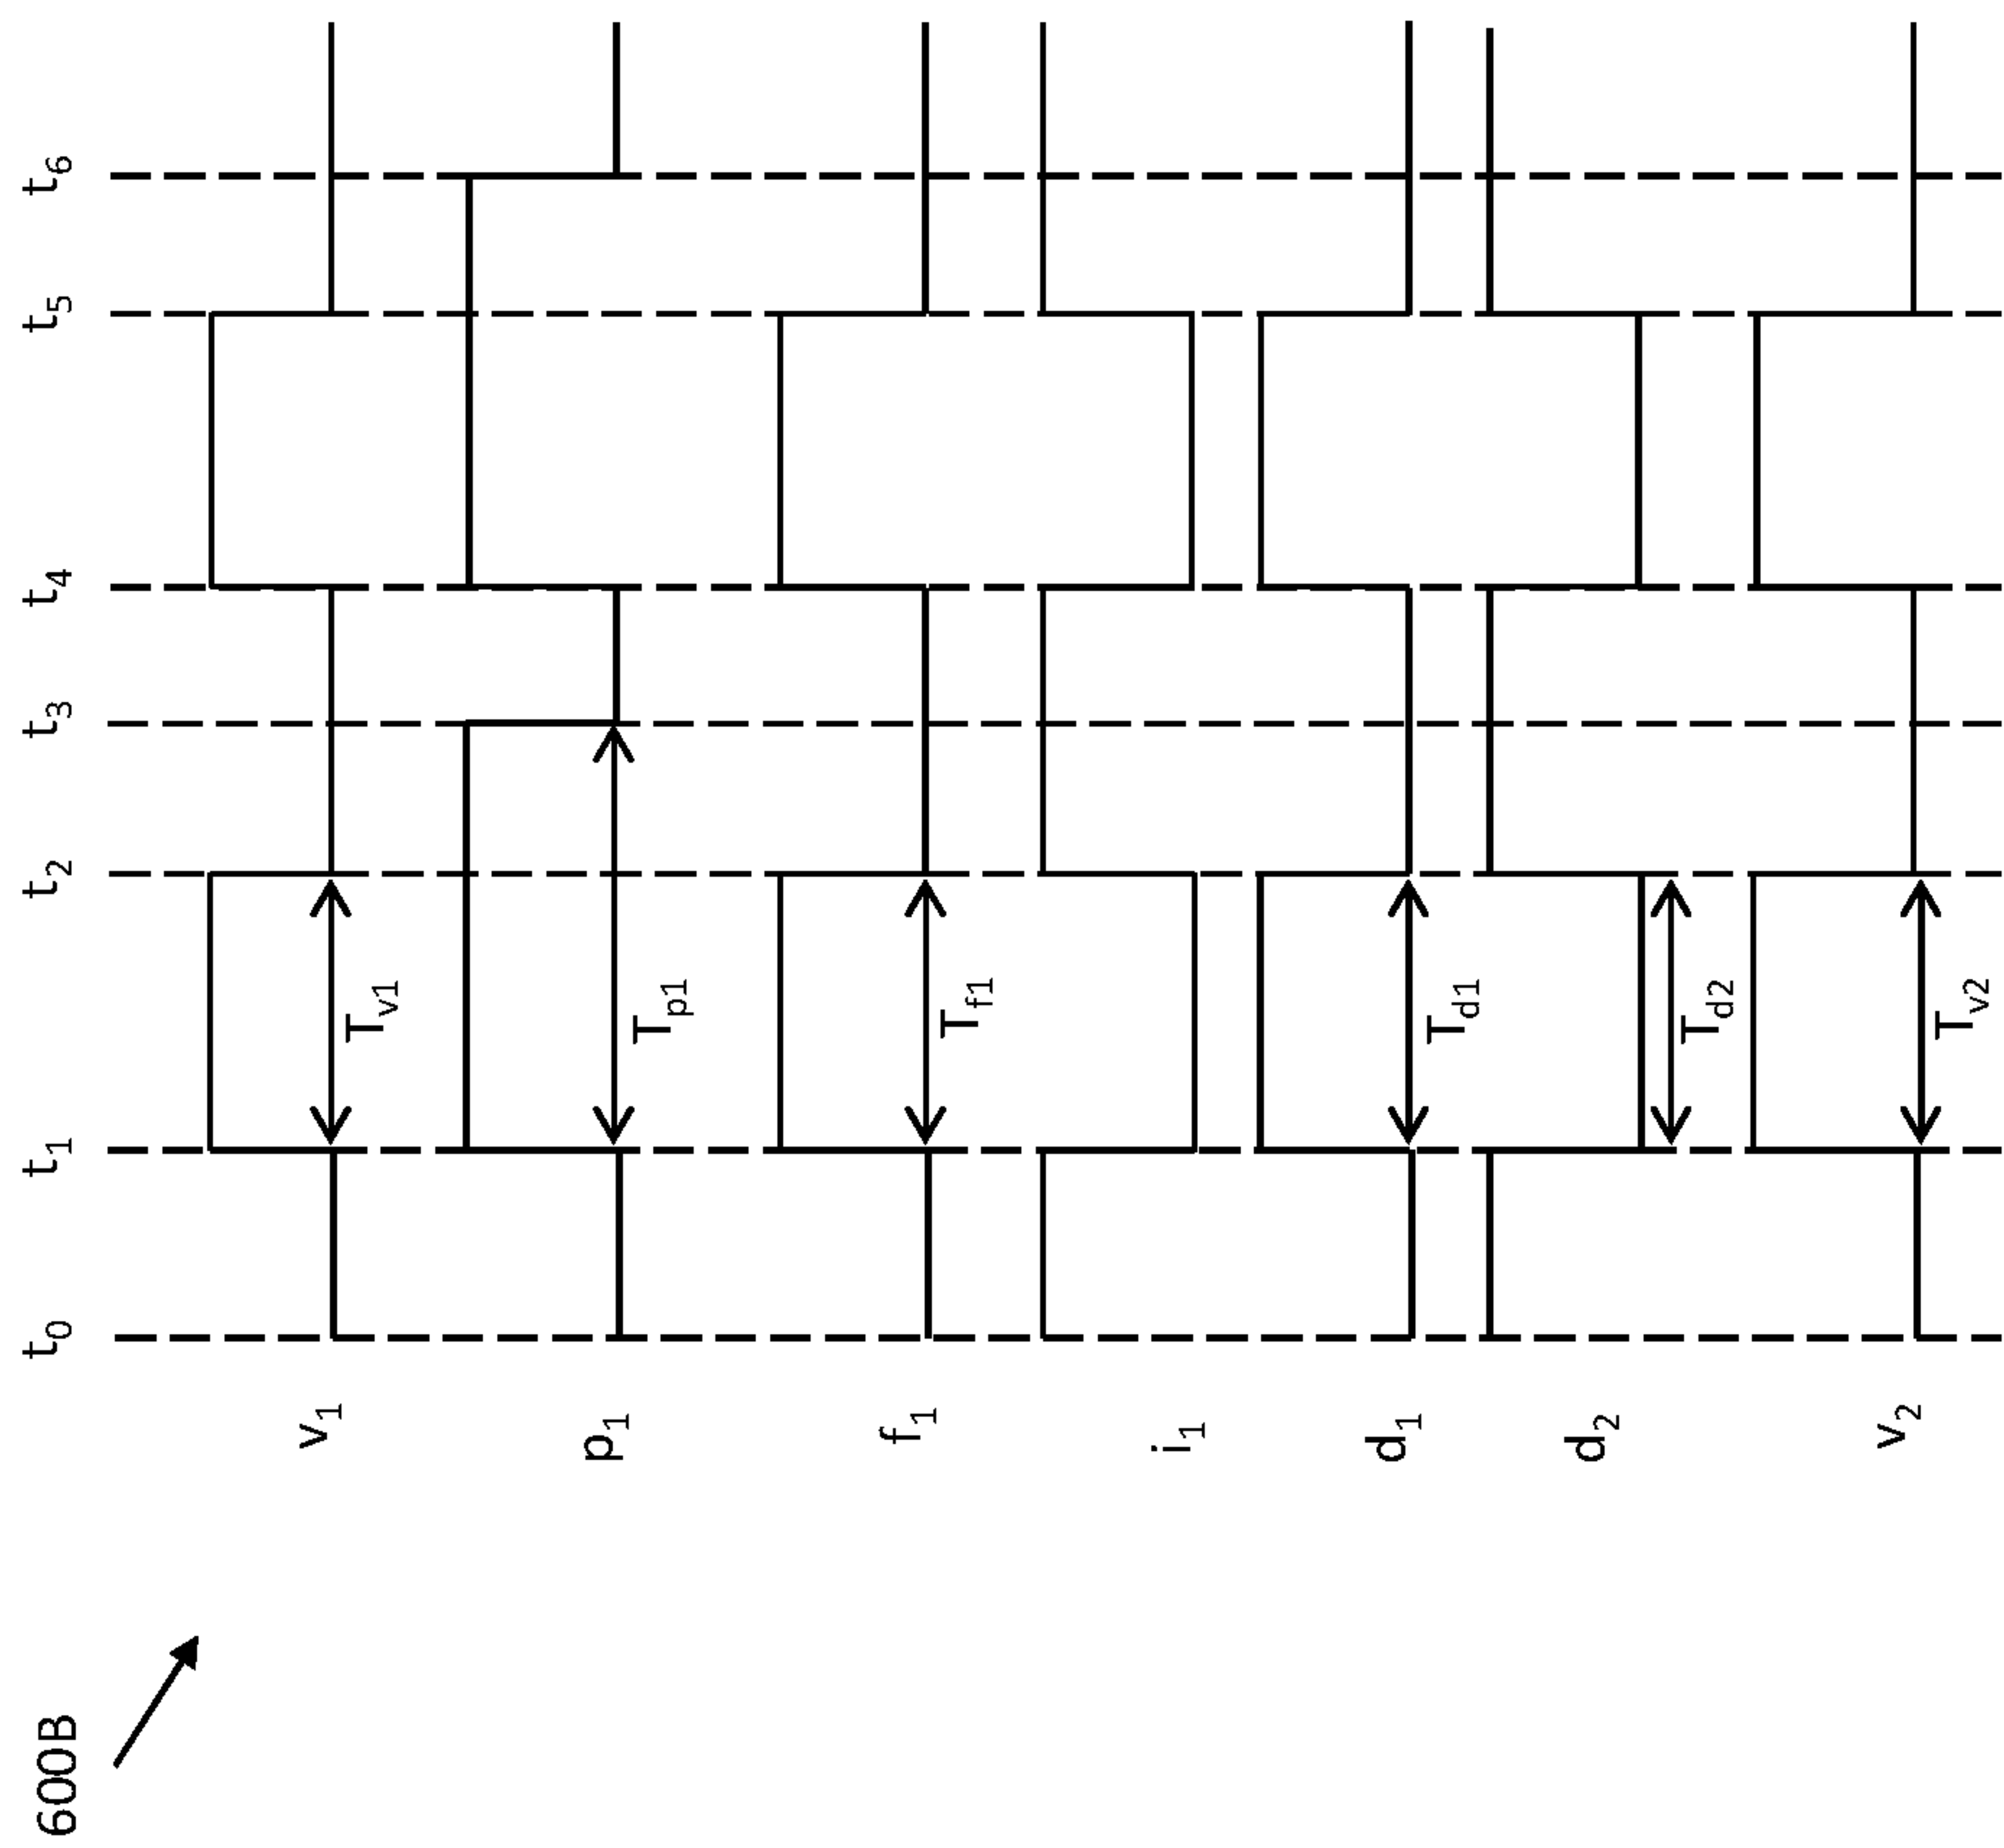 600B
t0 t1 t2 t3 t4 t5 t6
v1
Tv1
p1
Tp1
f1
Tf1
i1
d1
Td1
d2
Td2
v2
Tv2